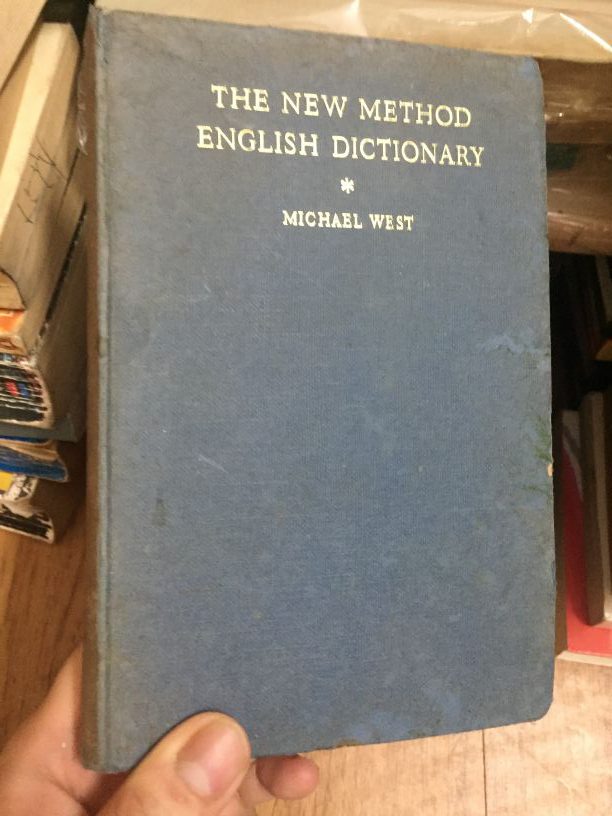 THE NEW METHOD
ENGLISH DICTIONARY
*
MICHAEL WEST